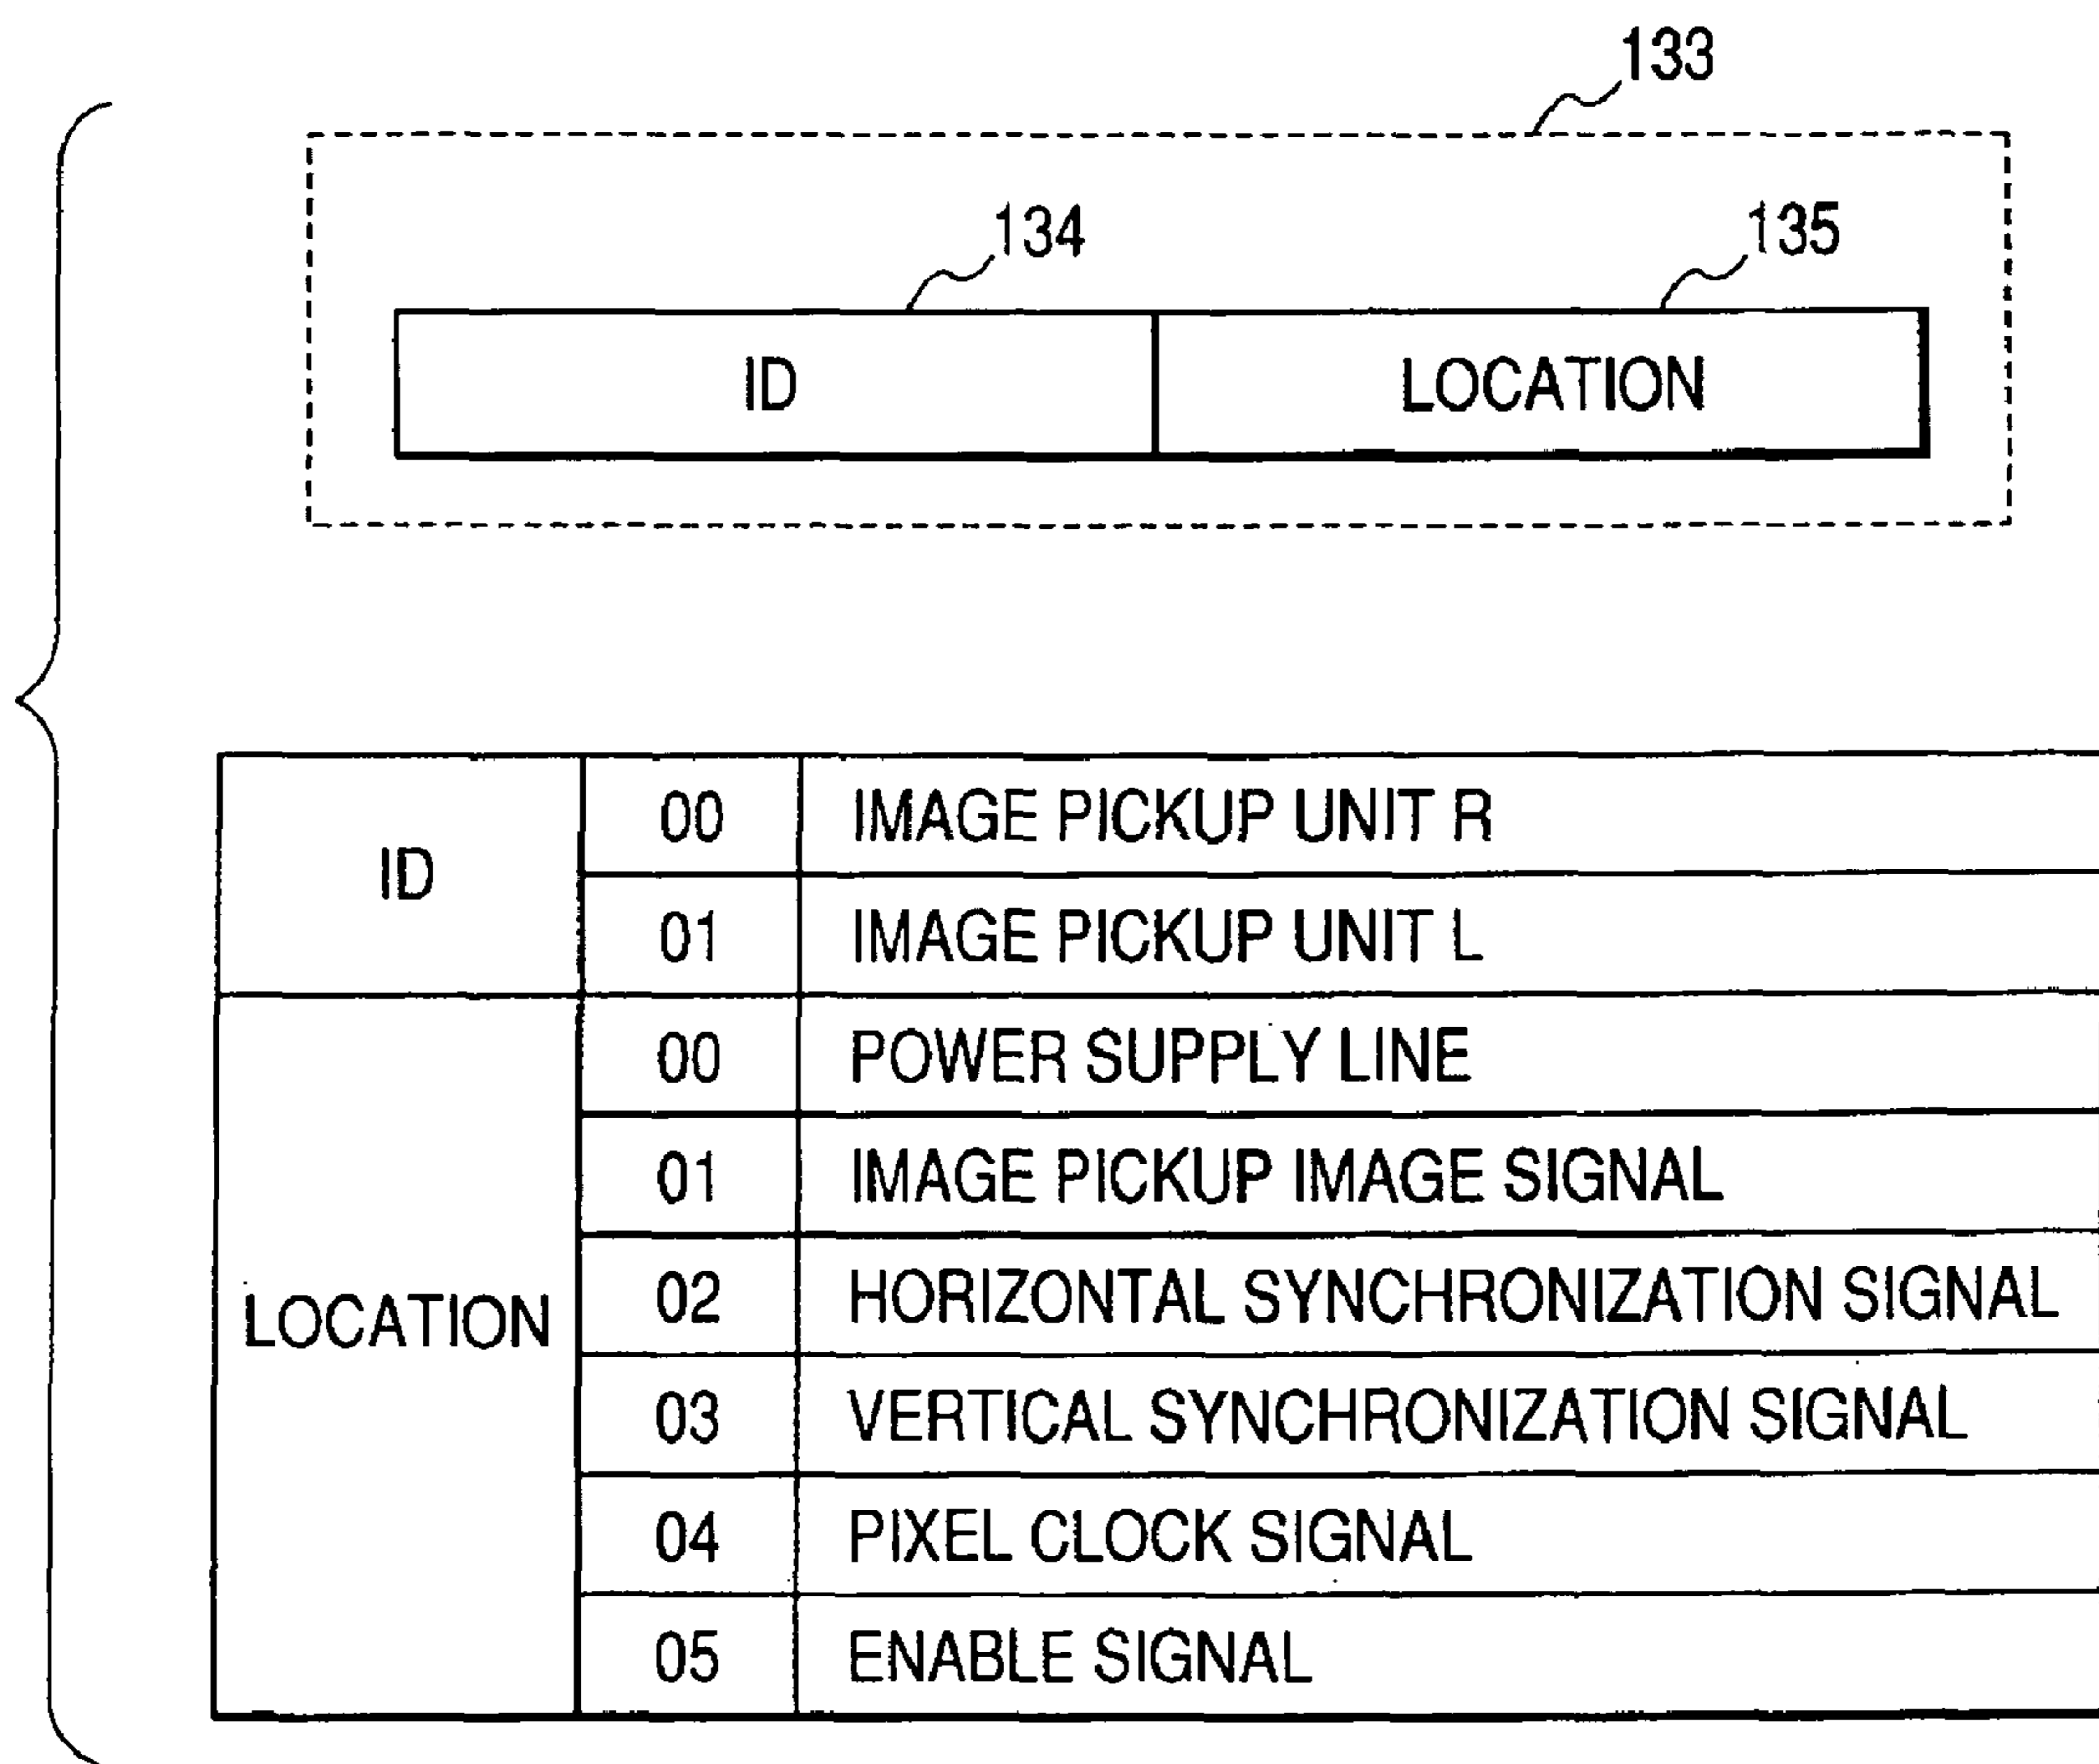 133
134
135
ID
LOCATION
ID
00 IMAGE PICKUP UNIT R
01 IMAGE PICKUP UNIT L
LOCATION
00 POWER SUPPLY LINE
01 IMAGE PICKUP IMAGE SIGNAL
02 HORIZONTAL SYNCHRONIZATION SIGNAL
03 VERTICAL SYNCHRONIZATION SIGNAL
04 PIXEL CLOCK SIGNAL
05 ENABLE SIGNAL